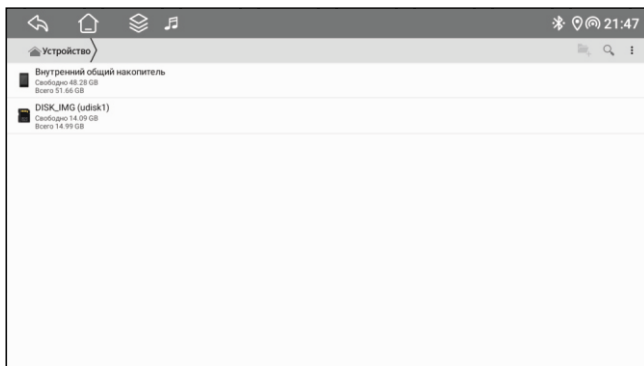 21:47
Устройство
Внутренний общий накопитель
Свободно 48.28 GB
Всего 51.66 GB
DISK_IMG (udisk1)
Свободно 14.09 GB
Всего 14.99 GB